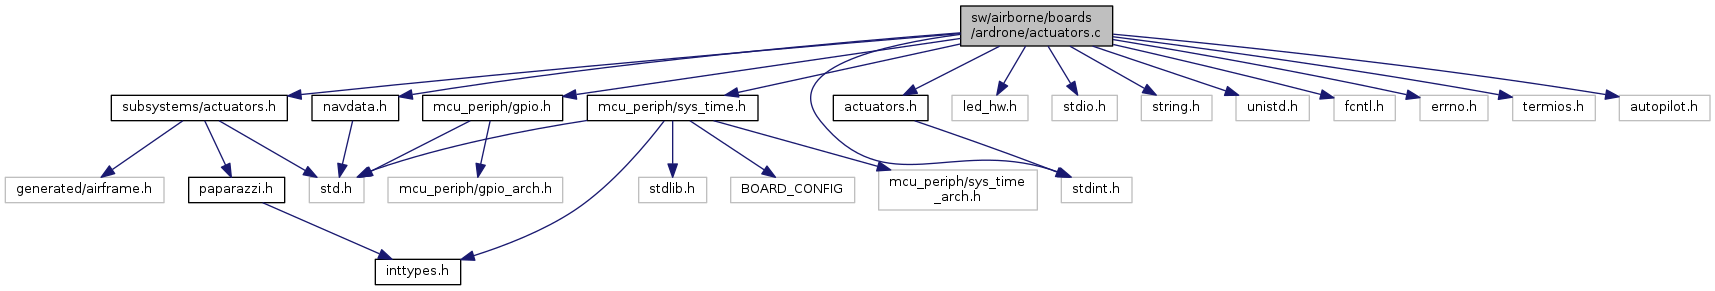 sw/airborne/boards
/ardrone/actuators.c
subsystems/actuators.h
navdata.h
mcu_periph/gpio.h
mcu_periph/sys_time.h
actuators.h
led_hw.h
stdio.h
string.h
unistd.h
fcntl.h
errno.h
termios.h
autopilot.h
generated/airframe.h
paparazzi.h
std.h
mcu_periph/gpio_arch.h
stdlib.h
BOARD_CONFIG
mcu_periph/sys_time
_arch.h
stdint.h
inttypes.h